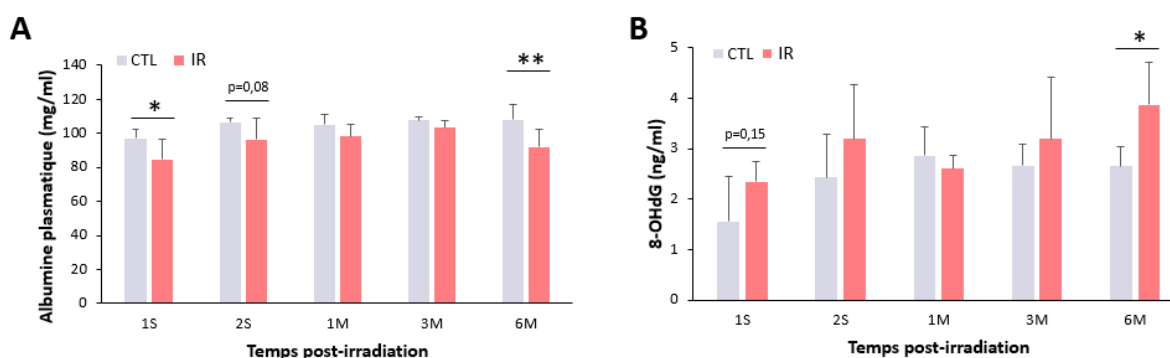 A
CTL IR
Albumine plasmatique (mg/ml)
140
120
100
80
60
40
20
0
*
p=0,08
**
1S 2S 1M 3M 6M
Temps post-irradiation
B
CTL IR
8-OHdG (ng/ml)
5
4
3
2
1
0
p=0,15
*
1S 2S 1M 3M 6M
Temps post-irradiation